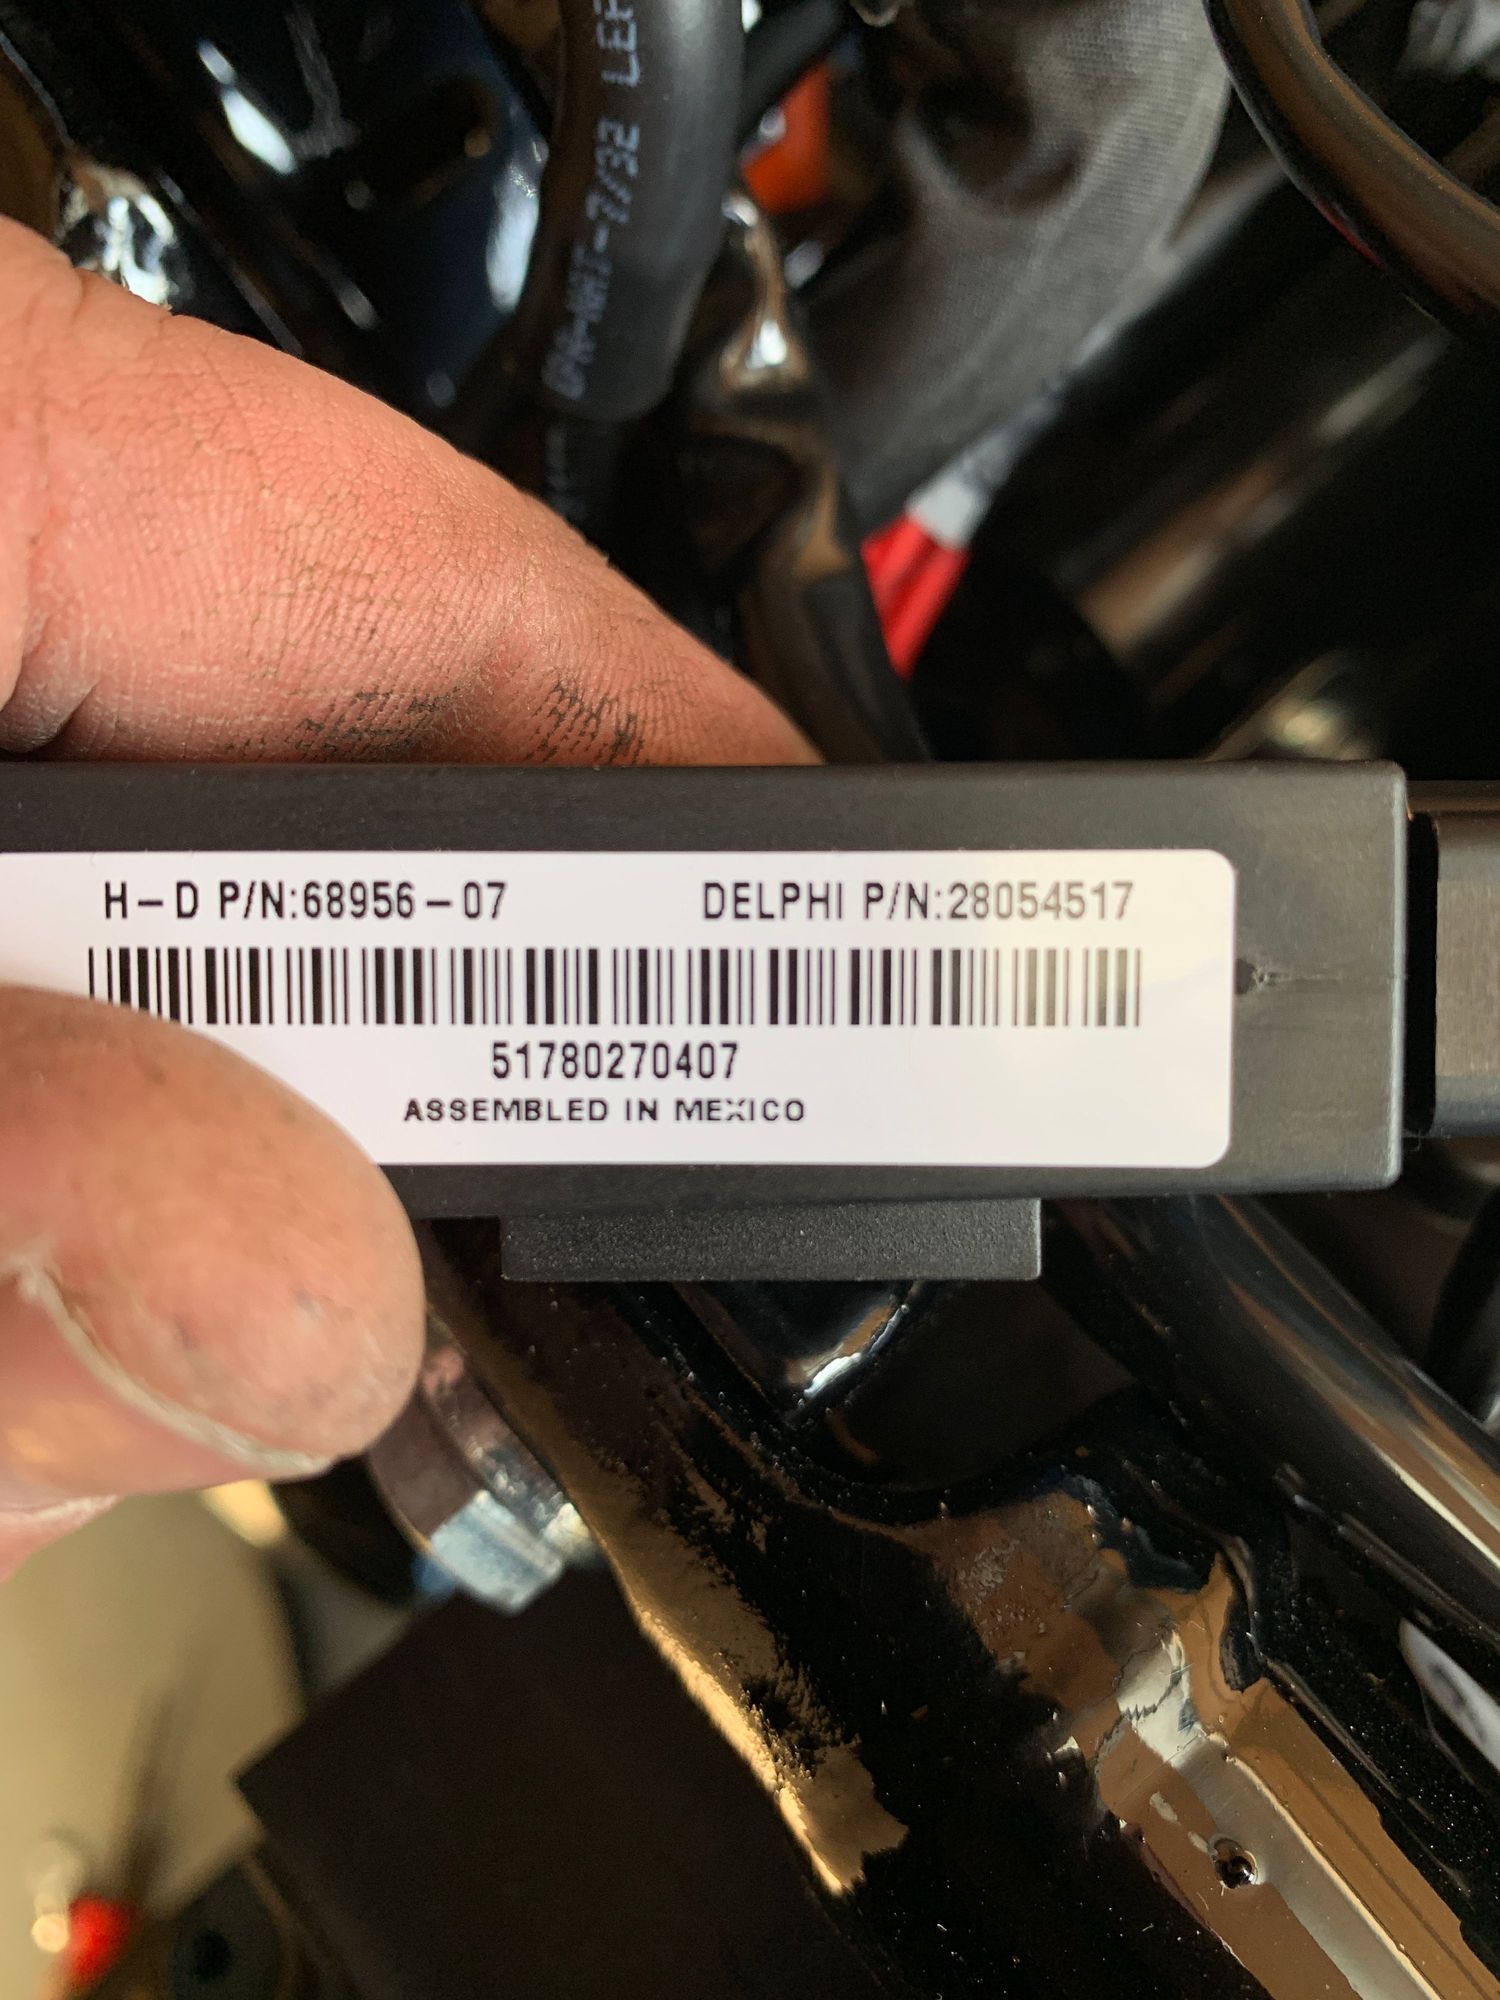 H-D P/N:68956-07 DELPHI P/N:28054517
51780270407
ASSEMBLED IN MEXICO